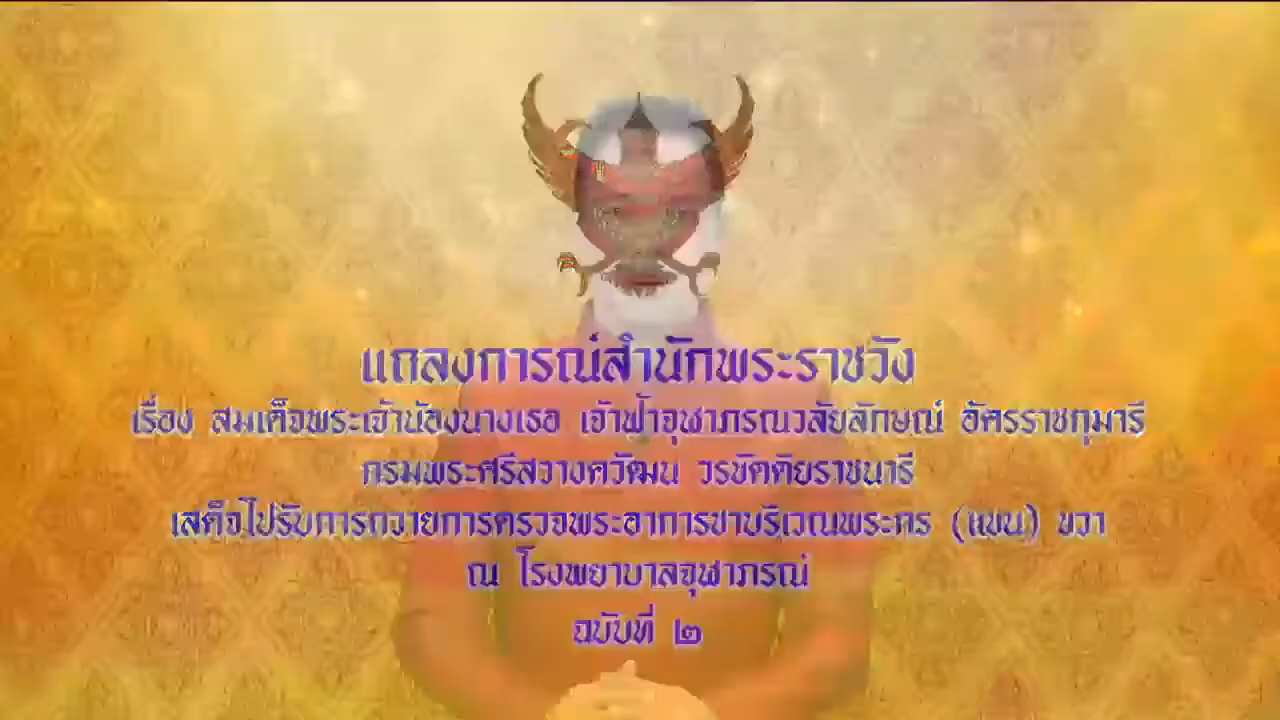 แถลงการณ์สำนักพระราชวัง
เรื่อง สมเด็จพระเจ้าน้องนางเธอ เจ้าฟ้าจุฬาภรณวลัยลักษณ์ อัครราชกุมารี
กรมพระศรีสวางควัฒน วรขัตติยราชนารี
เสด็จไปรับการถวายการตรวจพระอาการชาบริเวณพระกร (แขน) ขวา
ณ โรงพยาบาลจุฬาภรณ์
ฉบับที่ ๒